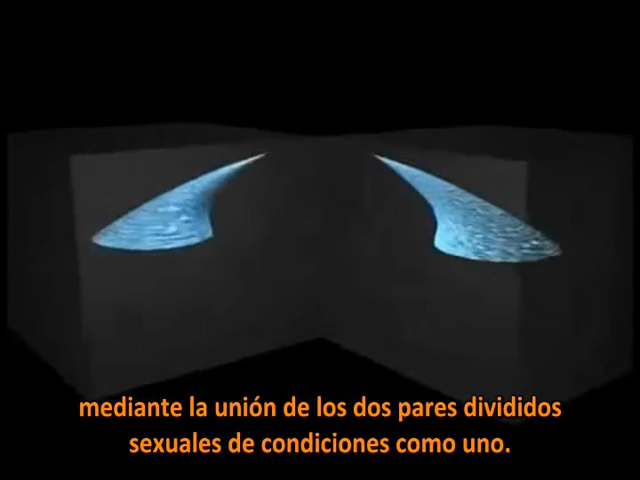 mediante la unión de los dos pares divididos
sexuales de condiciones como uno.